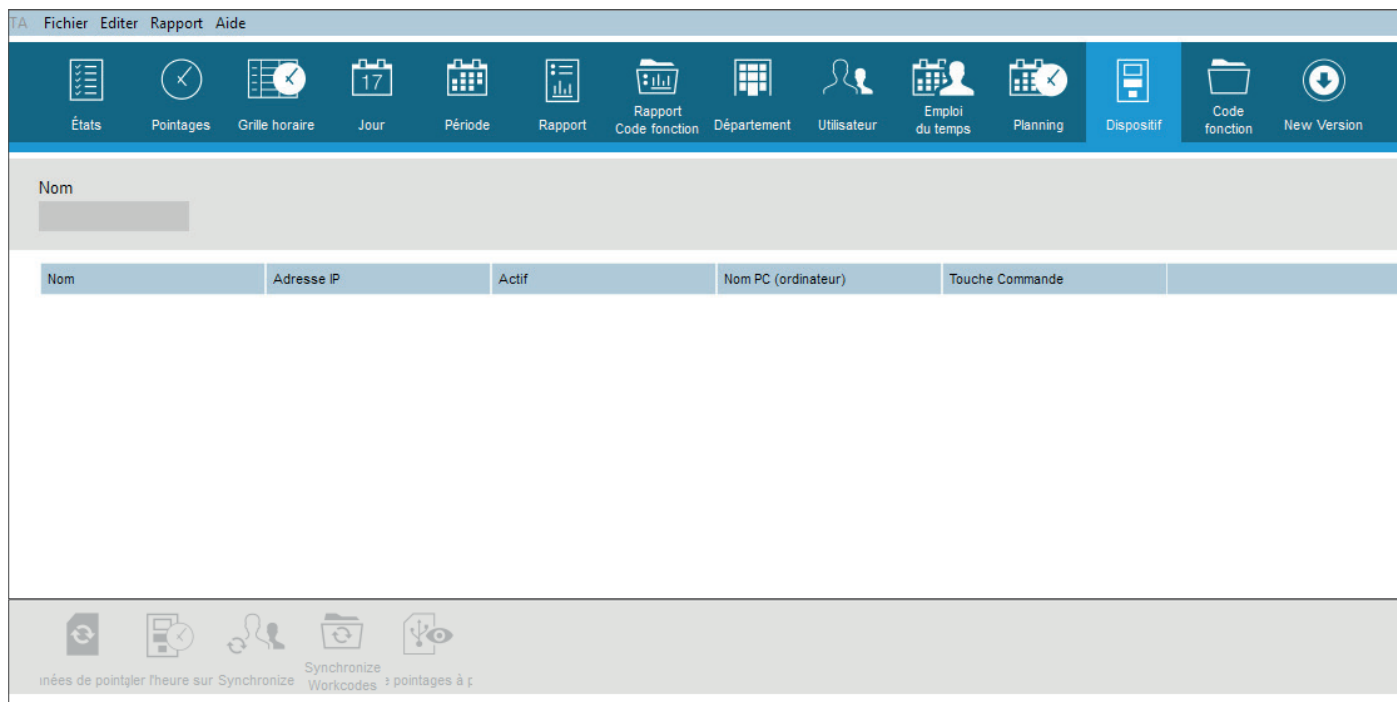 TA Fichier Editer Rapport Aide
17
États Pointages Grille horaire Jour Période Rapport Rapport Code fonction Département Utilisateur Emploi du temps Planning Dispositif Code fonction New Version
Nom
Nom Adresse IP Actif Nom PC (ordinateur) Touche Commande
nées de pointa ler l'heure sur Synchronize Synchronize Workcodes pointages à p